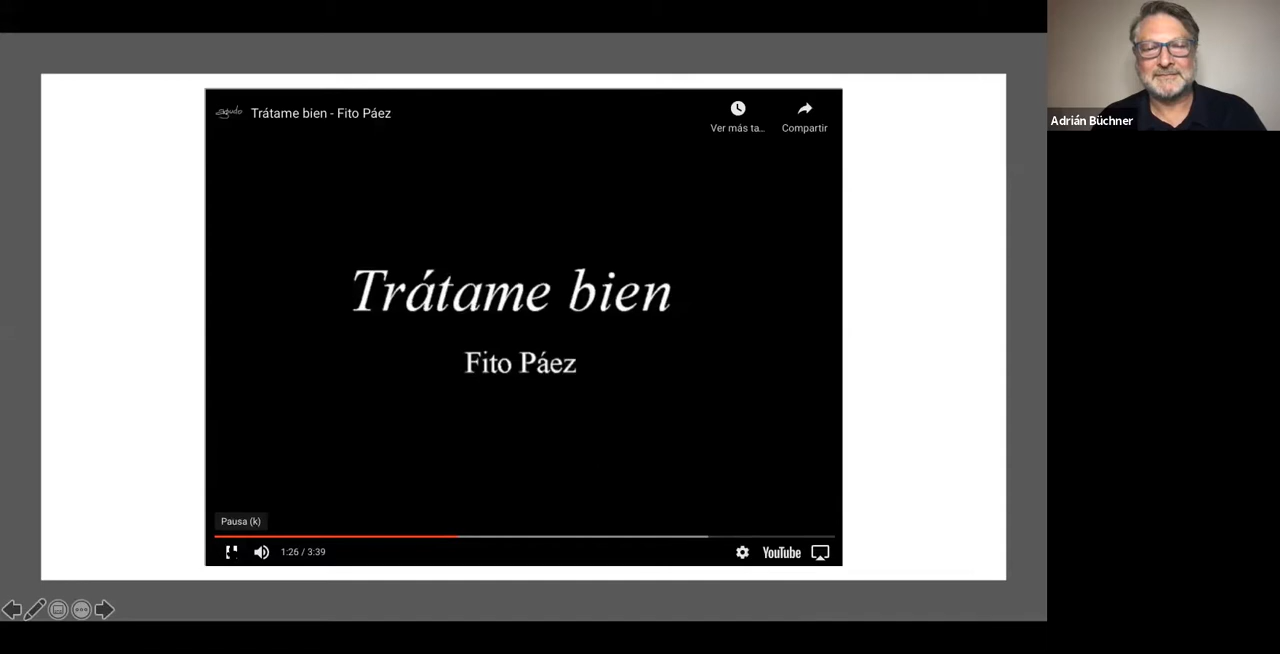 agudo
Trátame bien - Fito Páez
Ver más ta...
Compartir
Adrián Büchner
Trátame bien
Fito Páez
Pausa (k)
1:26 / 3:39
YouTube